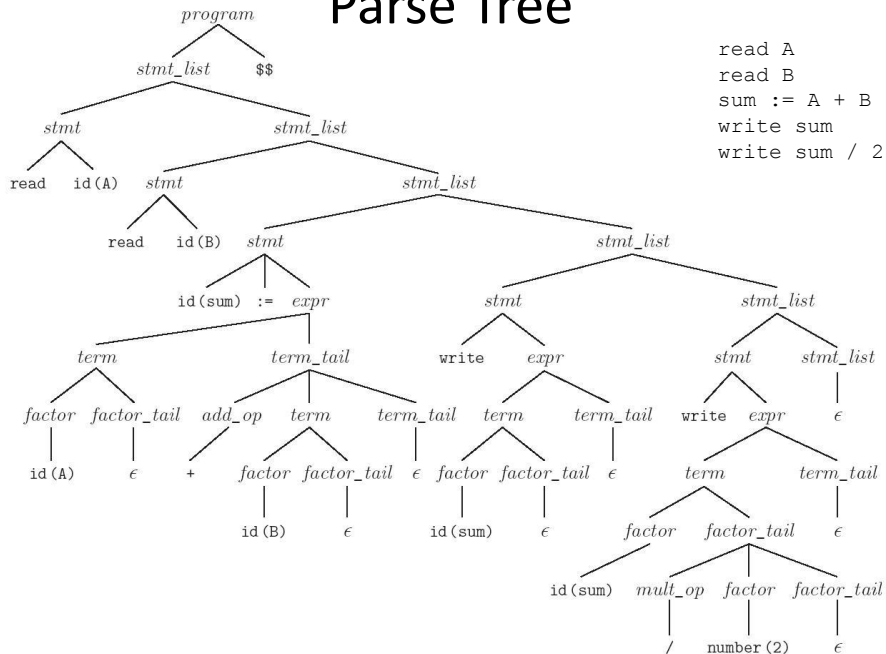 Parse Tree
program
stmt_list $$
stmt stmt_list
read id(A) stmt stmt_list
read id(B) stmt stmt_list
id(sum) := expr stmt stmt_list
term term_tail write expr stmt stmt_list
factor factor_tail add_op term term_tail term term_tail write expr ϵ
id(A) ϵ + factor factor_tail ϵ factor factor_tail ϵ term term_tail
id(B) ϵ id(sum) ϵ factor factor_tail ϵ
id(sum) mult_op factor factor_tail
/ number(2) ϵ
read A
read B
sum := A + B
write sum
write sum / 2